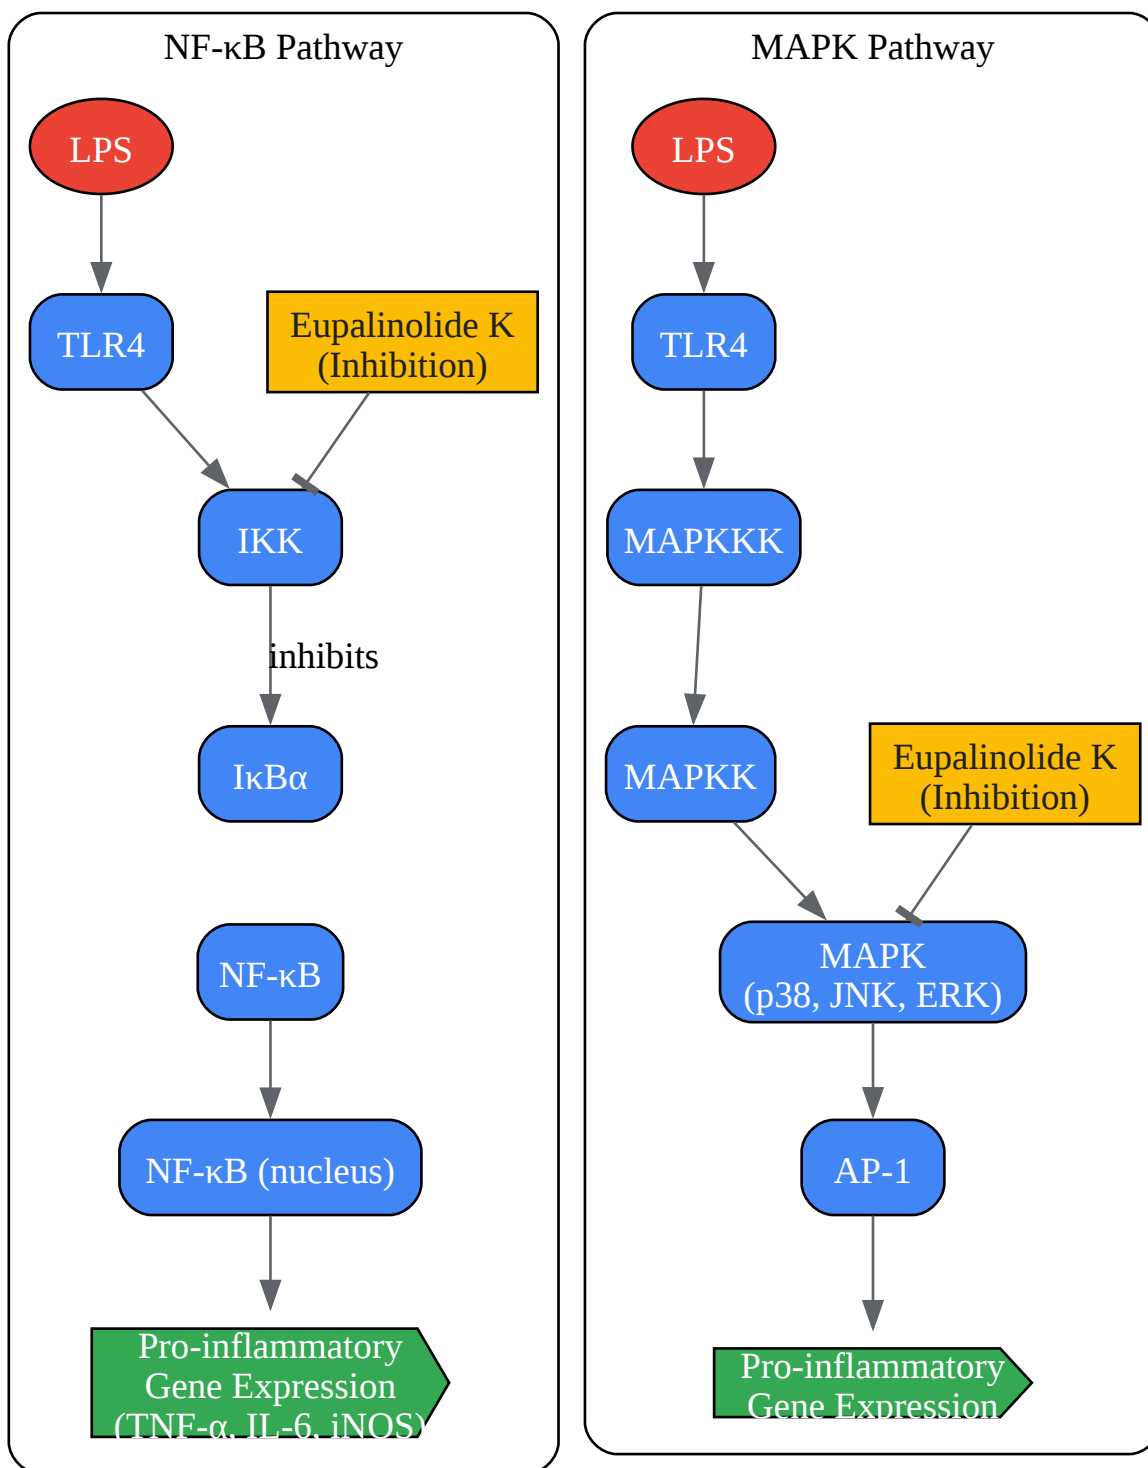 NF-κB Pathway
LPS
TLR4
Eupalinolide K
(Inhibition)
IKK
inhibits
IκBα
NF-κB
NF-κB (nucleus)
Pro-inflammatory
Gene Expression
(TNF-α, IL-6, iNOS)
MAPK Pathway
LPS
TLR4
MAPKKK
MAPKK
Eupalinolide K
(Inhibition)
MAPK
(p38, JNK, ERK)
AP-1
Pro-inflammatory
Gene Expression